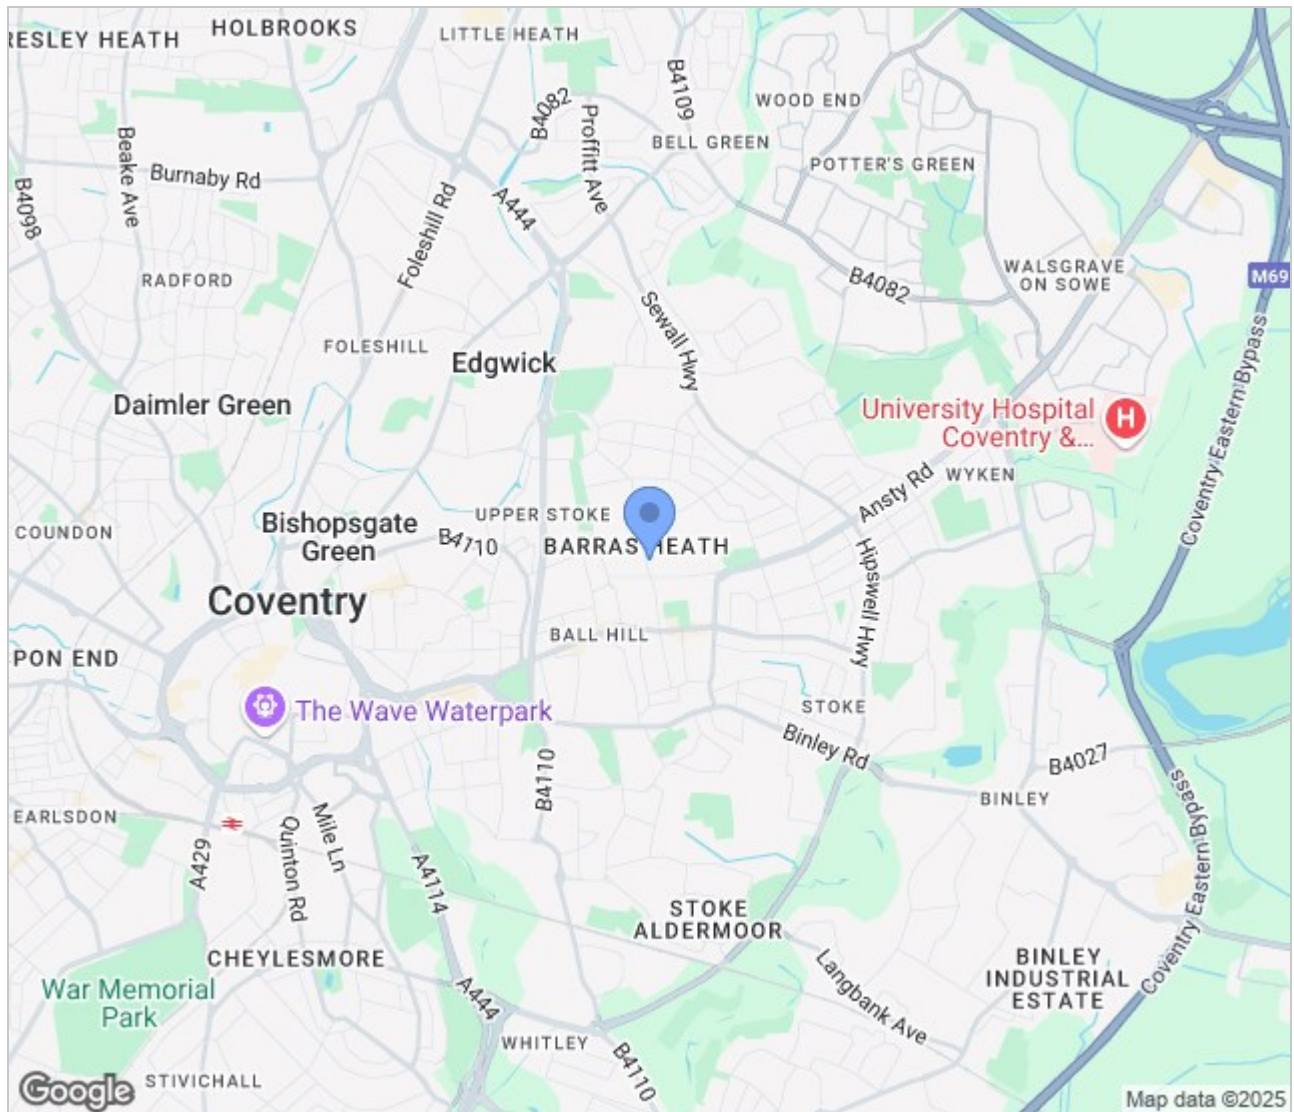 RESLEY HEATH
HOLBROOKS
LITTLE HEATH
B4109
B4082
WOOD END
Beake Ave
Proffitt Ave
BELL GREEN
POTTER'S GREEN
Burnaby Rd
B4098
Foleshill Rd
A444
RADFORD
WALSGRAVE
ON SOWE
M69
B4082
FOLESHILL
Sewall Hwy
Edgwick
Daimler Green
University Hospital
Coventry &...
H
Coventry Eastern Bypass
WYKEN
Ansty Rd
COUNDON
Bishopsgate
Green
UPPER STOKE
B4110
BARRAS HEATH
Hipswell Hwy
Coventry
BALL HILL
PON END
The Wave Waterpark
STOKE
Binley Rd
B4027
B4110
BINLEY
EARLSDON
Mile Ln
Quinton Rd
A429
A4114
Coventry Eastern Bypass
STOKE
ALDERMOOR
CHEYLESMORE
BINLEY
INDUSTRIAL
ESTATE
War Memorial
Park
A444
Langbank Ave
WHITLEY
B4110
STIVICHALL
Google
Map data ©2025